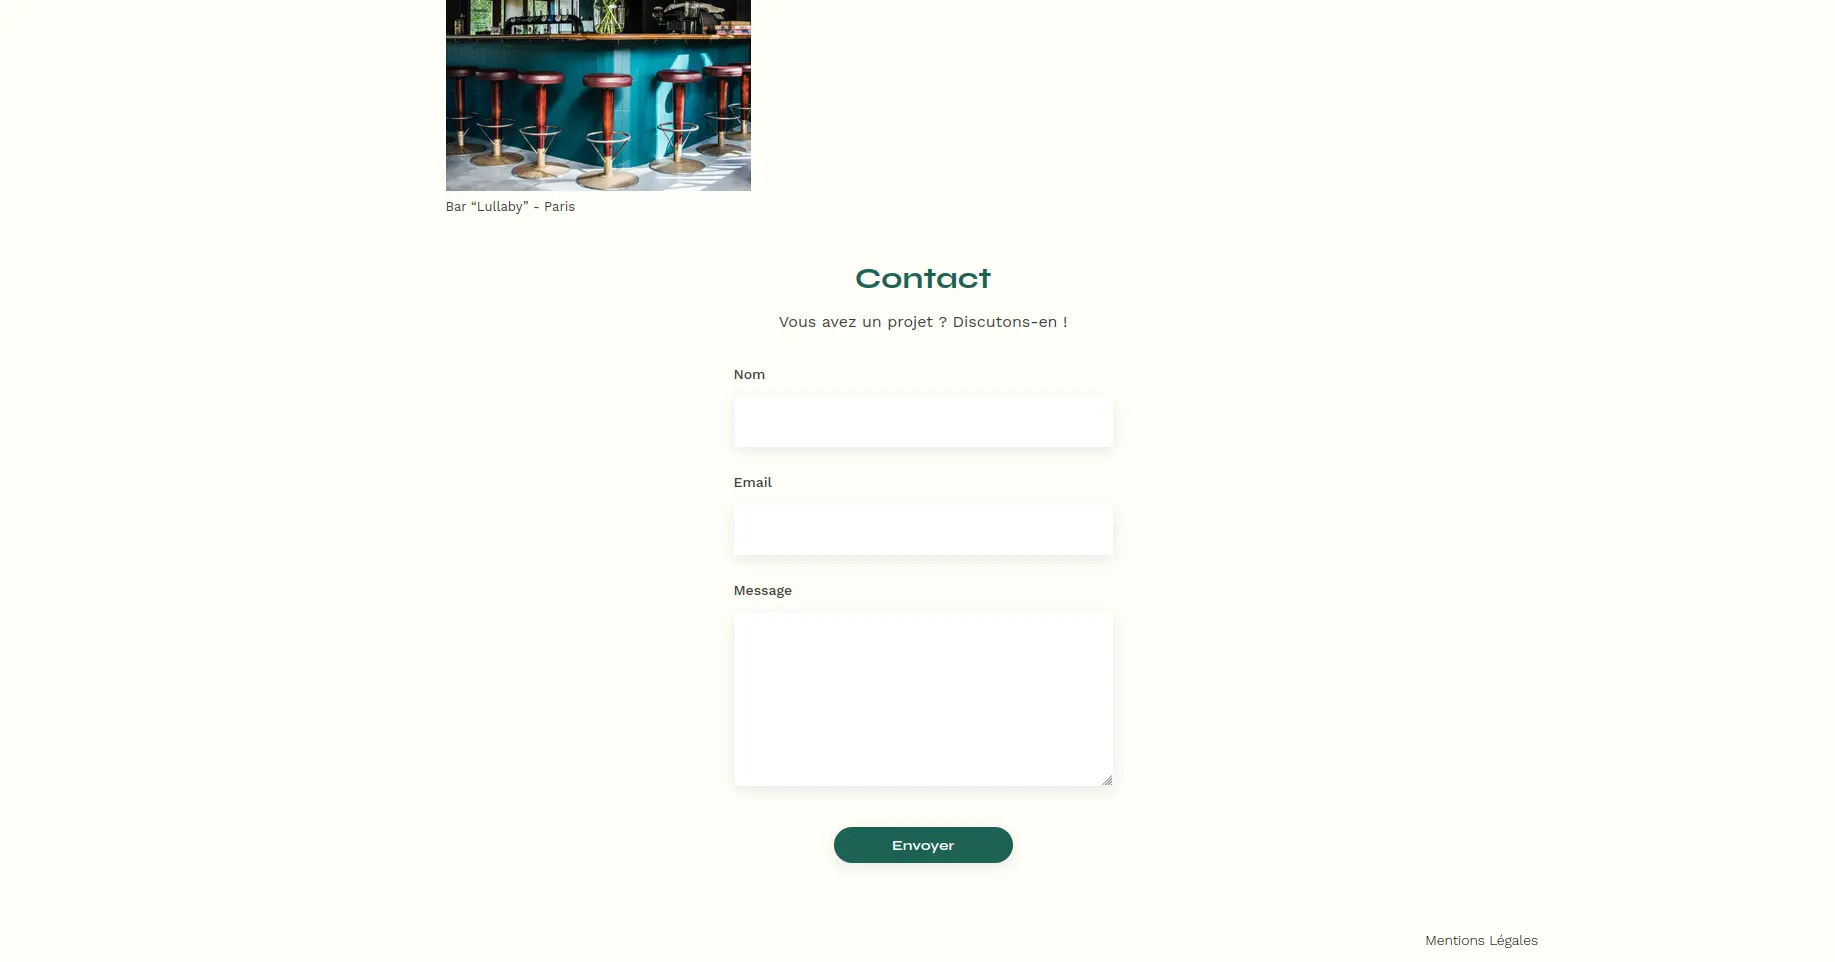 Bar “Lullaby” - Paris
Contact
Vous avez un projet ? Discutons-en !
Nom
Email
Message
Envoyer
Mentions Légales